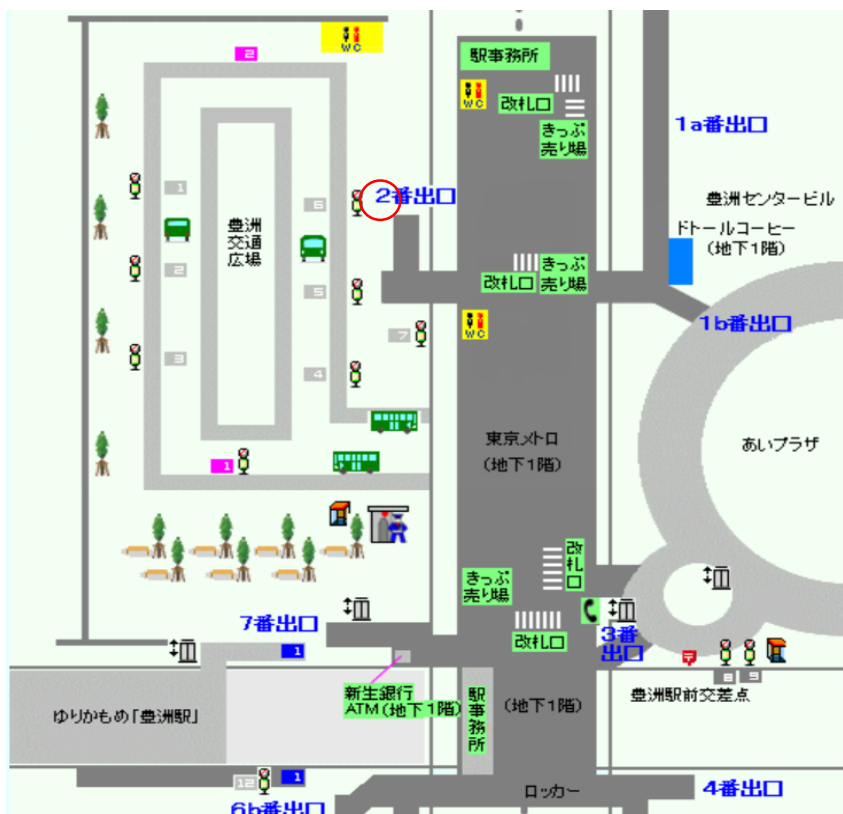 2
WC
駅事務所
WC
改札口
きっぷ
売り場
1a番出口
1
6
2番出口
豊洲センタービル
ドトールコーヒー
(地下1階)
豊洲
交通
広場
2
5
改札口
きっぷ
売り場
1b番出口
WC
7
3
4
東京メトロ
(地下1階)
あいプラザ
1
改札口
きっぷ
売り場
7番出口
改札口
3番
出口
1
新生銀行
ATM(地下1階)
駅事務所
(地下1階)
8
9
豊洲駅前交差点
ゆりかもめ「豊洲駅」
12
1
6b番出口
ロッカー
4番出口